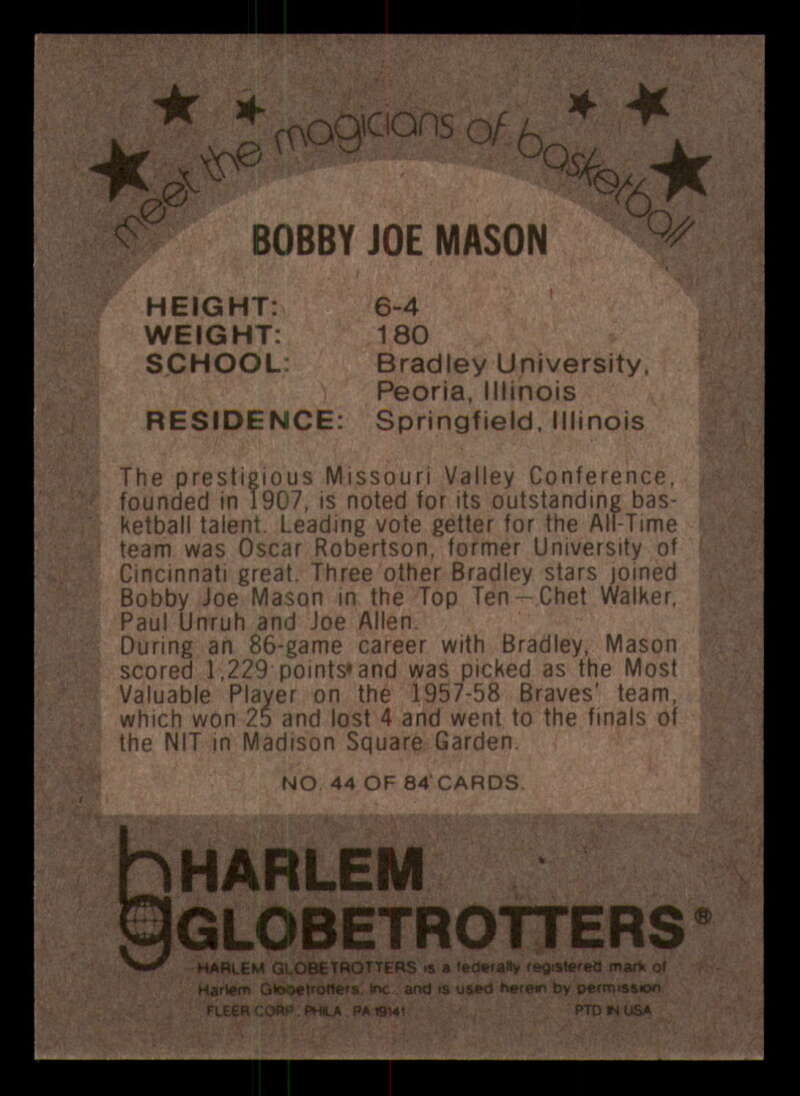 meet the magicians of basketball
BOBBY JOE MASON
HEIGHT: 6-4
WEIGHT: 180
SCHOOL: Bradley University,
Peoria, Illinois
RESIDENCE: Springfield, Illinois
The prestigious Missouri Valley Conference,
founded in 1907, is noted for its outstanding bas-
ketball talent. Leading vote getter for the All-Time
team was Oscar Robertson, former University of
Cincinnati great. Three other Bradley stars joined
Bobby Joe Mason in the Top Ten—Chet Walker,
Paul Unruh and Joe Allen.
During an 86-game career with Bradley, Mason
scored 1,229 points and was picked as the Most
Valuable Player on the 1957-58 Braves' team,
which won 25 and lost 4 and went to the finals of
the NIT in Madison Square Garden.
NO. 44 OF 84 CARDS.
hg HARLEM
GLOBETROTTERS®
HARLEM GLOBETROTTERS is a federally registered mark of
Harlem Globetrotters, Inc., and is used herein by permission
FLEER CORP., PHILA., PA 19141 PTD IN USA